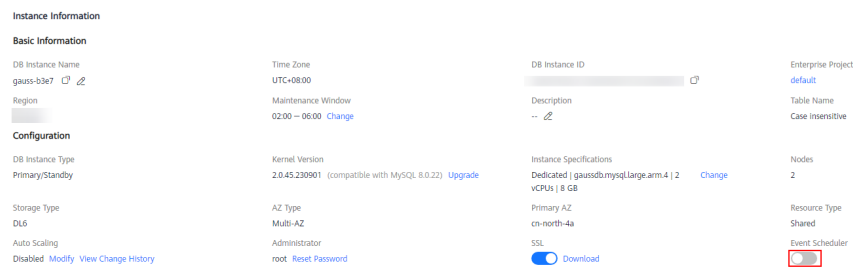 Instance Information
Basic Information
DB Instance Name
Time Zone
DB Instance ID
Enterprise Project
gauss-b3e7
UTC+08:00
default
Region
Maintenance Window
Description
Table Name
02:00 — 06:00 Change
--
Case insensitive
Configuration
DB Instance Type
Kernel Version
Instance Specifications
Nodes
Primary/Standby
2.0.45.230901 (compatible with MySQL 8.0.22) Upgrade
Dedicated | gaussdb.mysql.large.arm.4 | 2
vCPUs | 8 GB
Change
2
Storage Type
AZ Type
Primary AZ
Resource Type
DL6
Multi-AZ
cn-north-4a
Shared
Auto Scaling
Administrator
SSL
Event Scheduler
Disabled Modify View Change History
root Reset Password
Download